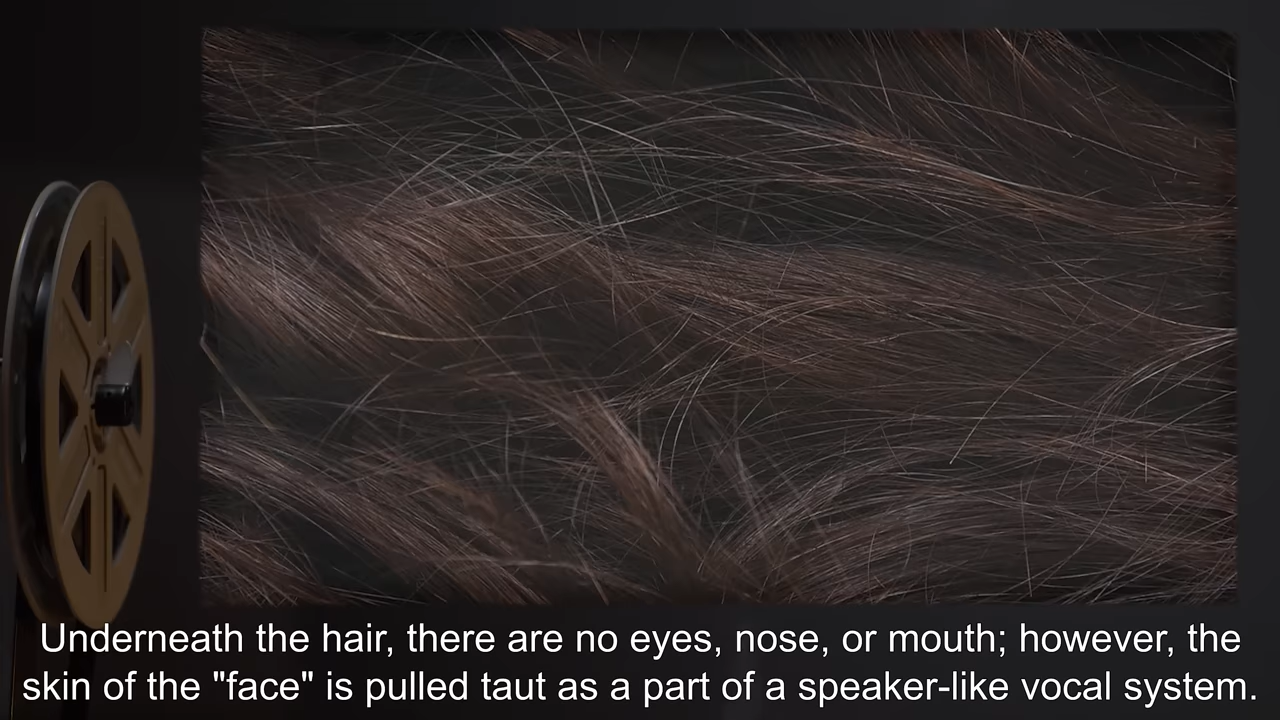 Underneath the hair, there are no eyes, nose, or mouth; however, the
skin of the "face" is pulled taut as a part of a speaker-like vocal system.